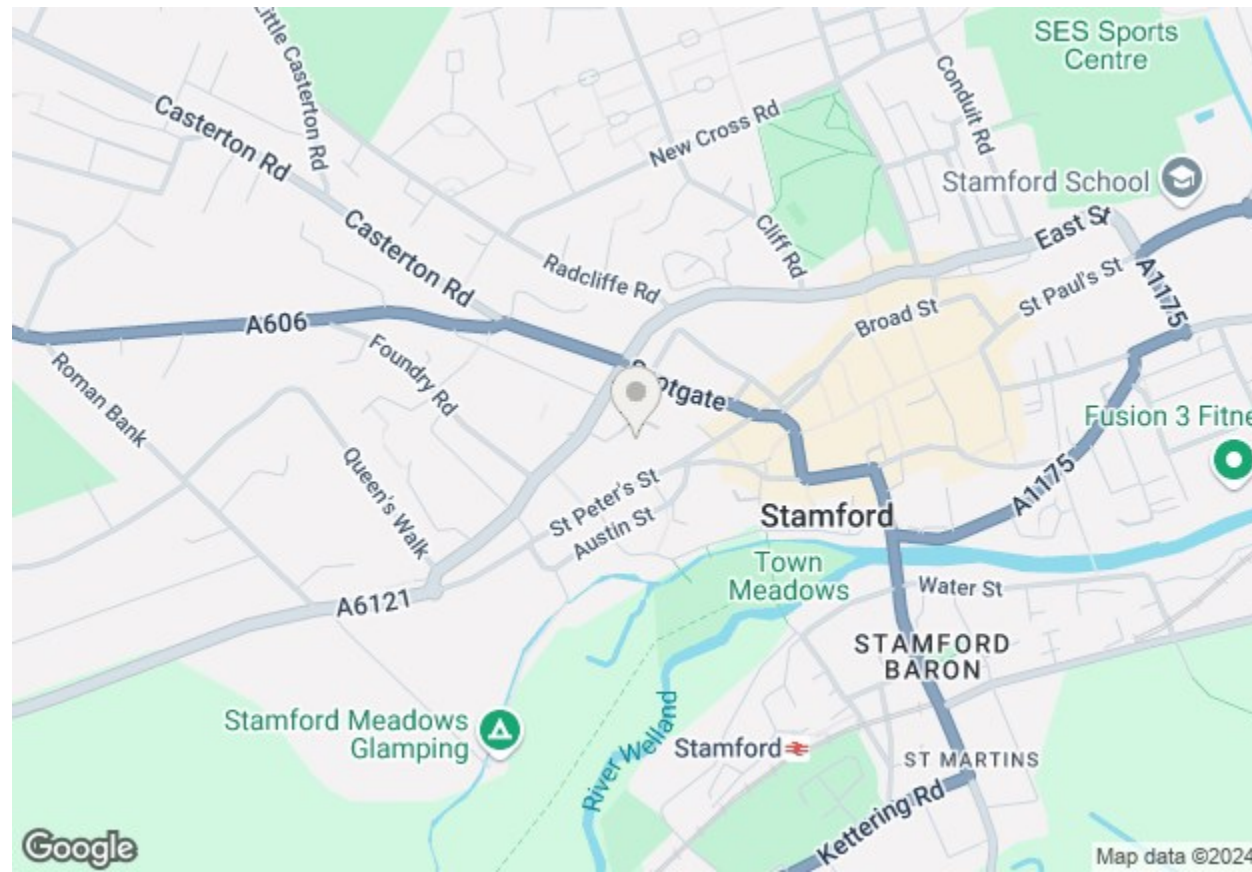 Little Casterton Rd
SES Sports
Centre
Conduit Rd
Casterton Rd
New Cross Rd
Stamford School
East St
Cliff Rd
Casterton Rd
Radcliffe Rd
St Paul's St
A1175
A606
Broad St
Foundry Rd
Roman Bank
Fusion 3 Fitne
Queen's Walk
St Peter's St
A1175
Austin St
Stamford
Town
Meadows
Water St
A6121
STAMFORD
BARON
Stamford Meadows
Glamping
River Welland
Stamford
ST MARTINS
Kettering Rd
Google
Map data ©2024